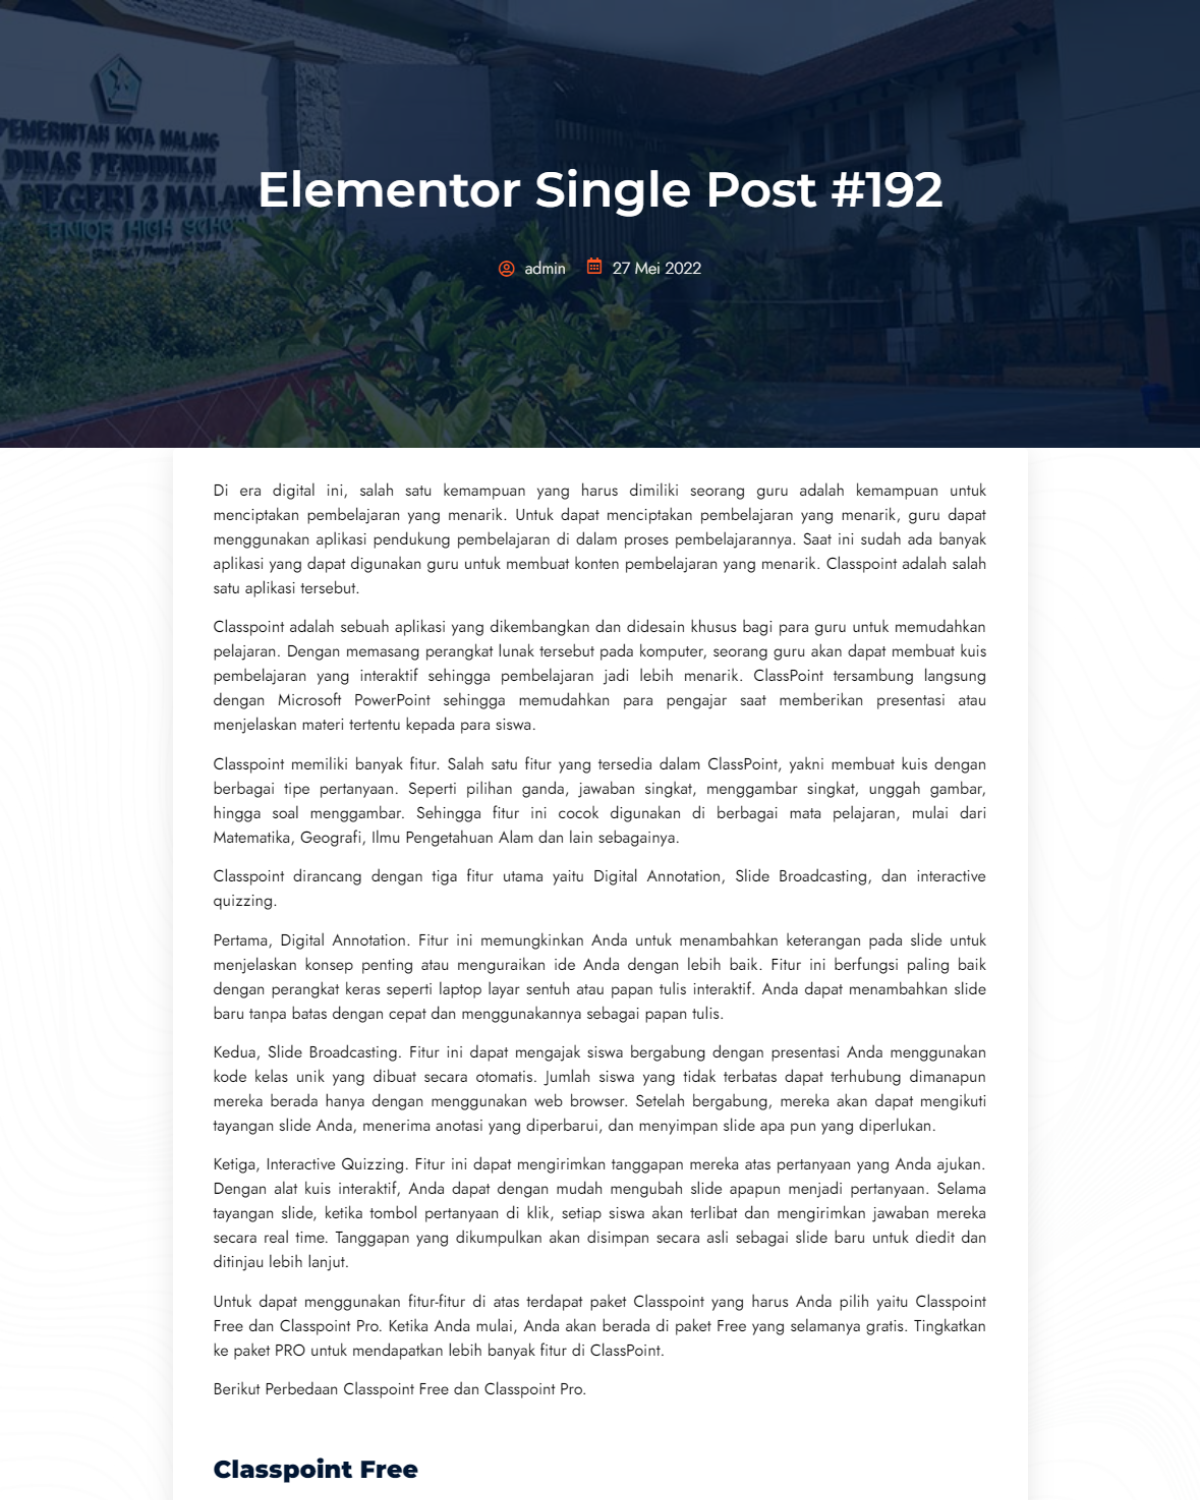 PEMERINTAH KOTA MALANG
DINAS PENDIDIKAN
A NEGERI 3 MALANG
SENIOR HIGH SCHOOL
Elementor Single Post #192
admin 27 Mei 2022
Di era digital ini, salah satu kemampuan yang harus dimiliki seorang guru adalah kemampuan untuk
menciptakan pembelajaran yang menarik. Untuk dapat menciptakan pembelajaran yang menarik, guru dapat
menggunakan aplikasi pendukung pembelajaran di dalam proses pembelajarannya. Saat ini sudah ada banyak
aplikasi yang dapat digunakan guru untuk membuat konten pembelajaran yang menarik. Classpoint adalah salah
satu aplikasi tersebut.
Classpoint adalah sebuah aplikasi yang dikembangkan dan didesain khusus bagi para guru untuk memudahkan
pelajaran. Dengan memasang perangkat lunak tersebut pada komputer, seorang guru akan dapat membuat kuis
pembelajaran yang interaktif sehingga pembelajaran jadi lebih menarik. ClassPoint tersambung langsung
dengan Microsoft PowerPoint sehingga memudahkan para pengajar saat memberikan presentasi atau
menjelaskan materi tertentu kepada para siswa.
Classpoint memiliki banyak fitur. Salah satu fitur yang tersedia dalam ClassPoint, yakni membuat kuis dengan
berbagai tipe pertanyaan. Seperti pilihan ganda, jawaban singkat, menggambar singkat, unggah gambar,
hingga soal menggambar. Sehingga fitur ini cocok digunakan di berbagai mata pelajaran, mulai dari
Matematika, Geografi, Ilmu Pengetahuan Alam dan lain sebagainya.
Classpoint dirancang dengan tiga fitur utama yaitu Digital Annotation, Slide Broadcasting, dan interactive
quizzing.
Pertama, Digital Annotation. Fitur ini memungkinkan Anda untuk menambahkan keterangan pada slide untuk
menjelaskan konsep penting atau menguraikan ide Anda dengan lebih baik. Fitur ini berfungsi paling baik
dengan perangkat keras seperti laptop layar sentuh atau papan tulis interaktif. Anda dapat menambahkan slide
baru tanpa batas dengan cepat dan menggunakannya sebagai papan tulis.
Kedua, Slide Broadcasting. Fitur ini dapat mengajak siswa bergabung dengan presentasi Anda menggunakan
kode kelas unik yang dibuat secara otomatis. Jumlah siswa yang tidak terbatas dapat terhubung dimanapun
mereka berada hanya dengan menggunakan web browser. Setelah bergabung, mereka akan dapat mengikuti
tayangan slide Anda, menerima anotasi yang diperbarui, dan menyimpan slide apa pun yang diperlukan.
Ketiga, Interactive Quizzing. Fitur ini dapat mengirimkan tanggapan mereka atas pertanyaan yang Anda ajukan.
Dengan alat kuis interaktif, Anda dapat dengan mudah mengubah slide apapun menjadi pertanyaan. Selama
tayangan slide, ketika tombol pertanyaan di klik, setiap siswa akan terlibat dan mengirimkan jawaban mereka
secara real time. Tanggapan yang dikumpulkan akan disimpan secara asli sebagai slide baru untuk diedit dan
ditinjau lebih lanjut.
Untuk dapat menggunakan fitur-fitur di atas terdapat paket Classpoint yang harus Anda pilih yaitu Classpoint
Free dan Classpoint Pro. Ketika Anda mulai, Anda akan berada di paket Free yang selamanya gratis. Tingkatkan
ke paket PRO untuk mendapatkan lebih banyak fitur di ClassPoint.
Berikut Perbedaan Classpoint Free dan Classpoint Pro.
Classpoint Free